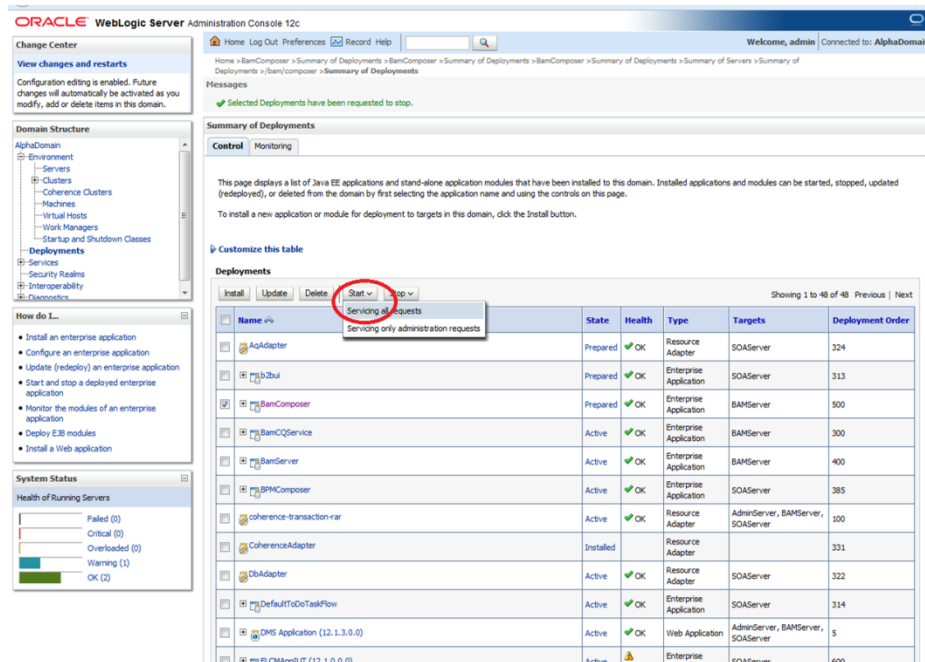 ORACLE WebLogic Server Administration Console 12c
Change Center
View changes and restarts
Configuration editing is enabled. Future
changes will automatically be activated as you
modify, add or delete items in this domain.
Domain Structure
AlphaDomain
Environment
Servers
Clusters
Coherence Clusters
Machines
Virtual Hosts
Work Managers
Startup and Shutdown Classes
Deployments
Services
Security Realms
Interoperability
Diagnostics
How do I...
Install an enterprise application
Configure an enterprise application
Update (redeploy) an enterprise application
Start and stop a deployed enterprise
application
Monitor the modules of an enterprise
application
Deploy EJB modules
Install a Web application
System Status
Health of Running Servers
Failed (0)
Critical (0)
Overloaded (0)
Warning (1)
OK (2)
Home Log Out Preferences Record Help
Welcome, admin Connected to: AlphaDomai
Home >BamComposer >Summary of Deployments >BamComposer >Summary of Deployments >Summary of Deployments >BamComposer >Summary of Deployments >Summary of Servers >Summary of
Deployments >/bam/composer >Summary of Deployments
Messages
Selected Deployments have been requested to stop.
Summary of Deployments
Control Monitoring
This page displays a list of Java EE applications and stand-alone application modules that have been installed to this domain. Installed applications and modules can be started, stopped, updated
(redeployed), or deleted from the domain by first selecting the application name and using the controls on this page.
To install a new application or module for deployment to targets in this domain, click the Install button.
Customize this table
Deployments
Install Update Delete Start Stop Showing 1 to 48 of 48 Previous | Next
Servicing all requests
Servicing only administration requests
Name State Health Type Targets Deployment Order
AqAdapter Prepared OK Resource Adapter SOAServer 324
b2bui Prepared OK Enterprise Application SOAServer 313
BamComposer Prepared OK Enterprise Application BAMServer 500
BamCQService Active OK Enterprise Application BAMServer 300
BamServer Active OK Enterprise Application BAMServer 400
BPMComposer Active OK Enterprise Application SOAServer 385
coherence-transaction-rar Active OK Resource Adapter AdminServer, BAMServer, SOAServer 100
CoherenceAdapter Installed Resource Adapter 331
DbAdapter Active OK Resource Adapter SOAServer 322
DefaultToDoTaskFlow Active OK Enterprise Application SOAServer 314
DMS Application (12.1.3.0.0) Active OK Web Application AdminServer, BAMServer, SOAServer 5
Active Enterprise SOAServer 600